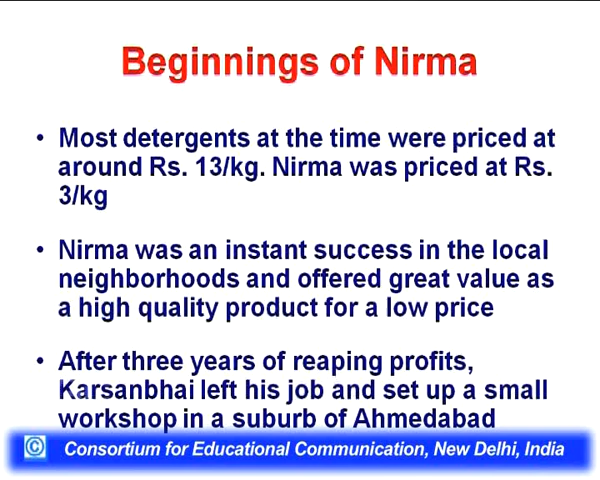 Beginnings of Nirma
• Most detergents at the time were priced at
around Rs. 13/kg. Nirma was priced at Rs.
3/kg
• Nirma was an instant success in the local
neighborhoods and offered great value as
a high quality product for a low price
• After three years of reaping profits,
Karsanbhai left his job and set up a small
workshop in a suburb of Ahmedabad
© Consortium for Educational Communication, New Delhi, India